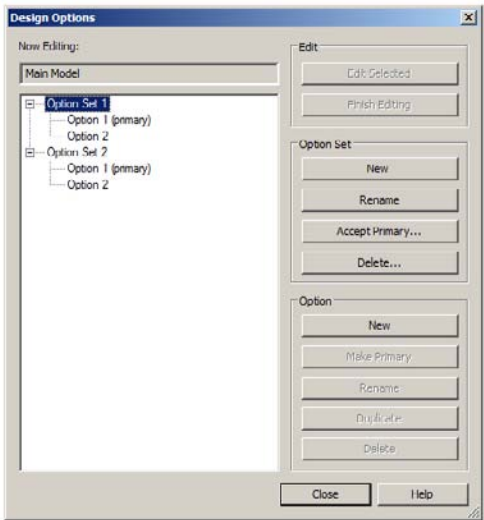 Design Options
Now Editing:
Main Model
Option Set 1
Option 1 (primary)
Option 2
Option Set 2
Option 1 (primary)
Option 2
Edit
Edit Selected
Finish Editing
Option Set
New
Rename
Accept Primary...
Delete...
Option
New
Make Primary
Rename
Duplicate
Delete
Close
Help